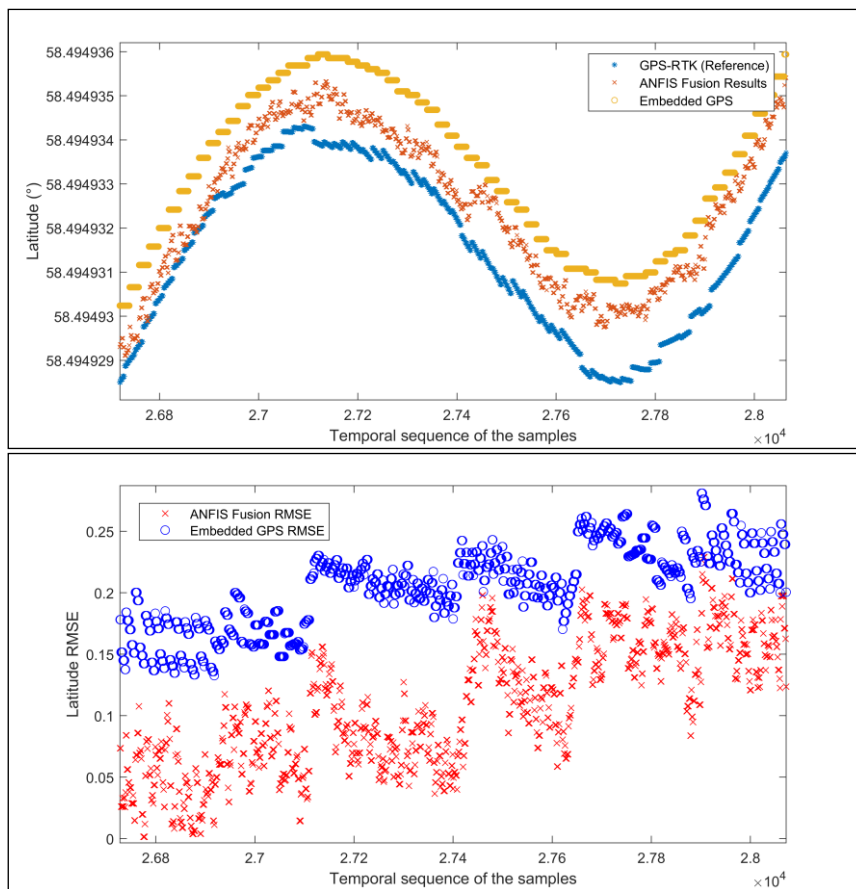 58.494936
58.494935
58.494934
58.494933
58.494932
58.494931
58.49493
58.494929
Latitude (°)
GPS-RTK (Reference)
ANFIS Fusion Results
Embedded GPS
2.68 2.7 2.72 2.74 2.76 2.78 2.8
Temporal sequence of the samples
×10⁴
0.25
0.2
0.15
0.1
0.05
0
Latitude RMSE
ANFIS Fusion RMSE
Embedded GPS RMSE
2.68 2.7 2.72 2.74 2.76 2.78 2.8
Temporal sequence of the samples
×10⁴